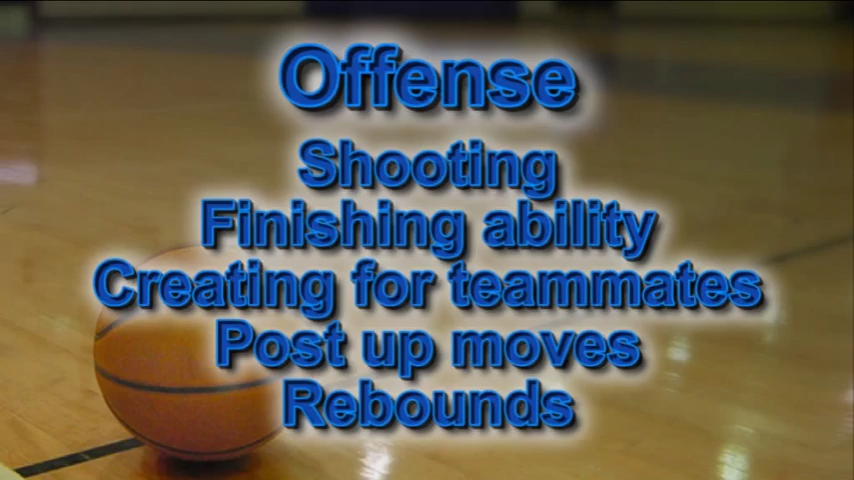 Offense
Shooting
Finishing ability
Creating for teammates
Post up moves
Rebounds